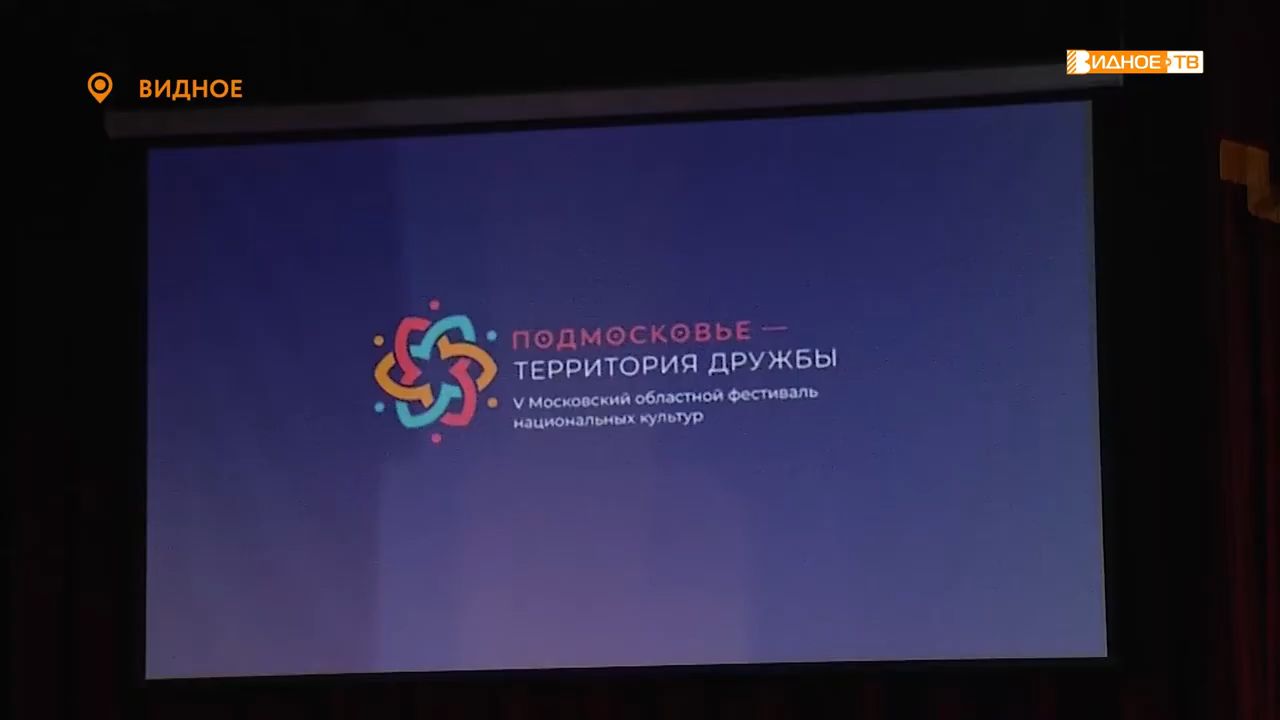 ВИДНОЕ
ВИДНОЕ ТВ
ПОДМОСКОВЬЕ —
ТЕРРИТОРИЯ ДРУЖБЫ
V Московский областной фестиваль
национальных культур